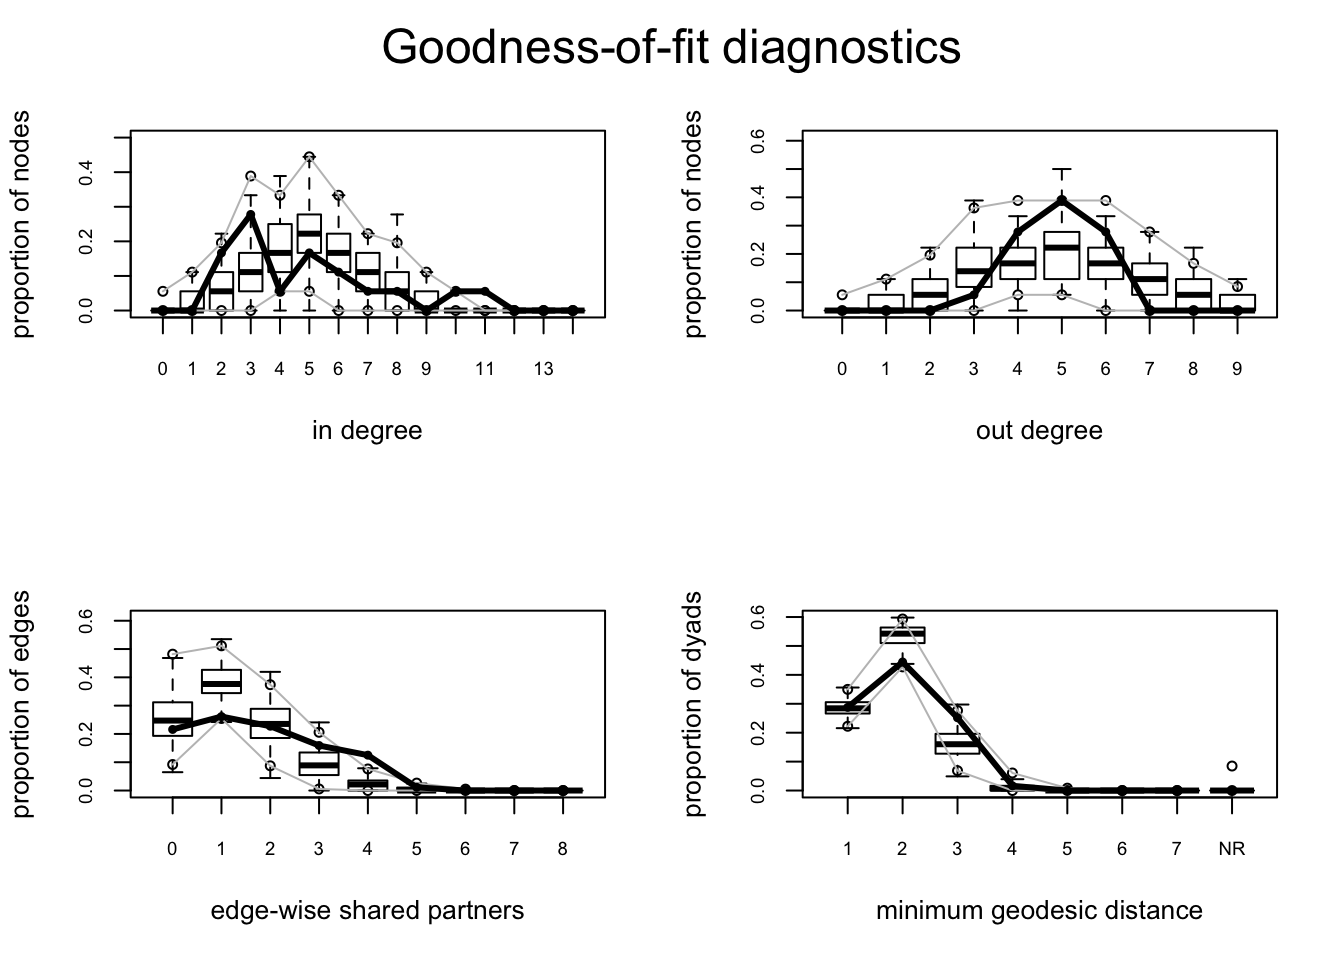 Goodness-of-fit diagnostics
proportion of nodes
0.0 0.2 0.4
0 1 2 3 4 5 6 7 8 9 11 13
in degree
proportion of nodes
0.0 0.2 0.4 0.6
0 1 2 3 4 5 6 7 8 9
out degree
proportion of edges
0.0 0.2 0.4 0.6
0 1 2 3 4 5 6 7 8
edge-wise shared partners
proportion of dyads
0.0 0.2 0.4 0.6
1 2 3 4 5 6 7 NR
minimum geodesic distance